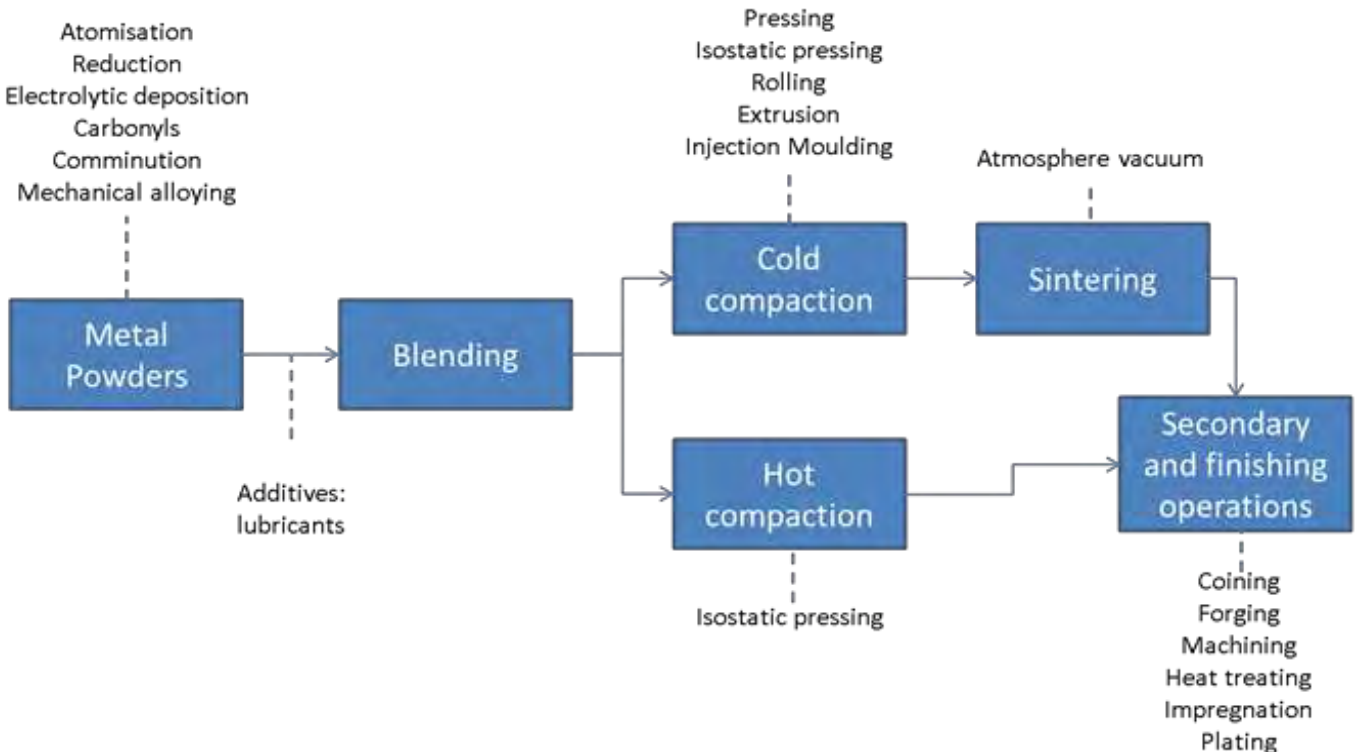 Atomisation
Reduction
Electrolytic deposition
Carbonyls
Comminution
Mechanical alloying
Metal
Powders
Additives:
lubricants
Blending
Pressing
Isostatic pressing
Rolling
Extrusion
Injection Moulding
Cold
compaction
Atmosphere vacuum
Sintering
Hot
compaction
Isostatic pressing
Secondary
and finishing
operations
Coining
Forging
Machining
Heat treating
Impregnation
Plating